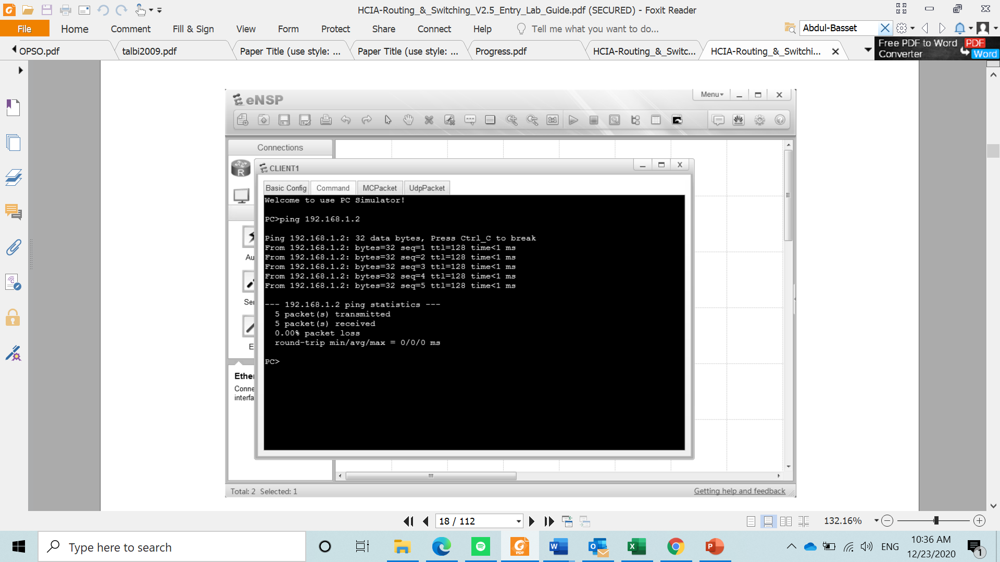 HCIA-Routing_&_Switching_V2.5_Entry_Lab_Guide.pdf (SECURED) - Foxit Reader
File Home Comment Fill & Sign View Form Protect Share Connect Help Tell me what you want to do... Abdul-Basset
OPSO.pdf talbi2009.pdf Paper Title (use style: ... Paper Title (use style: ... Progress.pdf HCIA-Routing_&_Switc... HCIA-Routing_&_Switchi...
Free PDF to Word PDF
Converter Word
eNSP Menu
Connections
R
CLIENT1
Basic Config Command MCPacket UdpPacket
Welcome to use PC Simulator!
PC>ping 192.168.1.2
Ping 192.168.1.2: 32 data bytes, Press Ctrl_C to break
From 192.168.1.2: bytes=32 seq=1 ttl=128 time<1 ms
From 192.168.1.2: bytes=32 seq=2 ttl=128 time<1 ms
From 192.168.1.2: bytes=32 seq=3 ttl=128 time<1 ms
From 192.168.1.2: bytes=32 seq=4 ttl=128 time<1 ms
From 192.168.1.2: bytes=32 seq=5 ttl=128 time<1 ms
--- 192.168.1.2 ping statistics ---
5 packet(s) transmitted
5 packet(s) received
0.00% packet loss
round-trip min/avg/max = 0/0/0 ms
PC>
Au
Ser
E
Ether
Conne
interfa
Total: 2 Selected: 1 Getting help and feedback
18 / 112 132.16%
Type here to search ENG 10:36 AM
12/23/2020 1